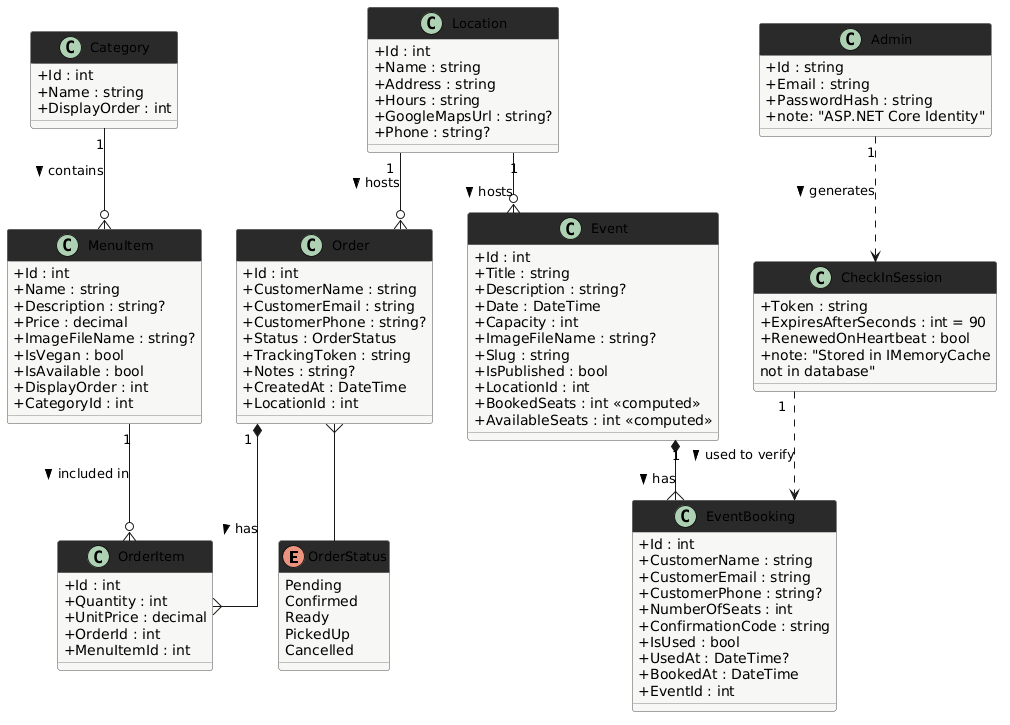 C Category
+Id : int
+Name : string
+DisplayOrder : int
C Location
+Id : int
+Name : string
+Address : string
+Hours : string
+GoogleMapsUrl : string?
+Phone : string?
C Admin
+Id : string
+Email : string
+PasswordHash : string
+note: "ASP.NET Core Identity"
1
contains
1
hosts
1
hosts
1
generates
C MenuItem
+Id : int
+Name : string
+Description : string?
+Price : decimal
+ImageFileName : string?
+IsVegan : bool
+IsAvailable : bool
+DisplayOrder : int
+CategoryId : int
C Order
+Id : int
+CustomerName : string
+CustomerEmail : string
+CustomerPhone : string?
+Status : OrderStatus
+TrackingToken : string
+Notes : string?
+CreatedAt : DateTime
+LocationId : int
C Event
+Id : int
+Title : string
+Description : string?
+Date : DateTime
+Capacity : int
+ImageFileName : string?
+Slug : string
+IsPublished : bool
+LocationId : int
+BookedSeats : int «computed»
+AvailableSeats : int «computed»
C CheckInSession
+Token : string
+ExpiresAfterSeconds : int = 90
+RenewedOnHeartbeat : bool
+note: "Stored in IMemoryCache
not in database"
1
included in
1
has
1
has
1
used to verify
C OrderItem
+Id : int
+Quantity : int
+UnitPrice : decimal
+OrderId : int
+MenuItemId : int
E OrderStatus
Pending
Confirmed
Ready
PickedUp
Cancelled
C EventBooking
+Id : int
+CustomerName : string
+CustomerEmail : string
+CustomerPhone : string?
+NumberOfSeats : int
+ConfirmationCode : string
+IsUsed : bool
+UsedAt : DateTime?
+BookedAt : DateTime
+EventId : int